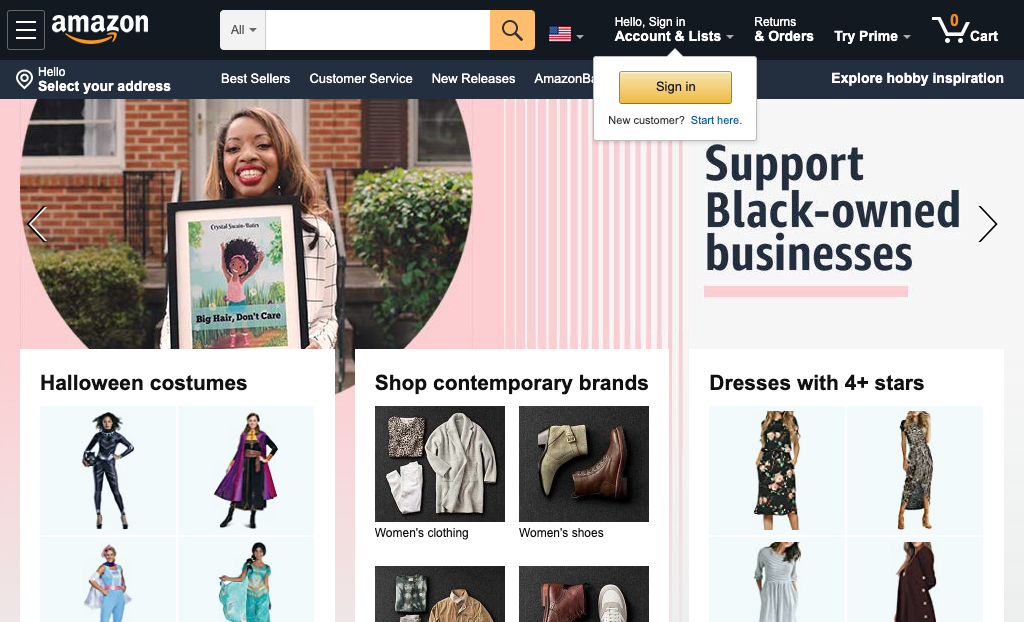 amazon
All
Hello, Sign in
Account & Lists
Returns
& Orders
Try Prime
0
Cart
Hello
Select your address
Best Sellers
Customer Service
New Releases
AmazonBa
Explore hobby inspiration
Sign in
New customer? Start here.
Crystal Swain-Bates
Big Hair, Don't Care
Support
Black-owned
businesses
Halloween costumes
Shop contemporary brands
Women's clothing
Women's shoes
Dresses with 4+ stars